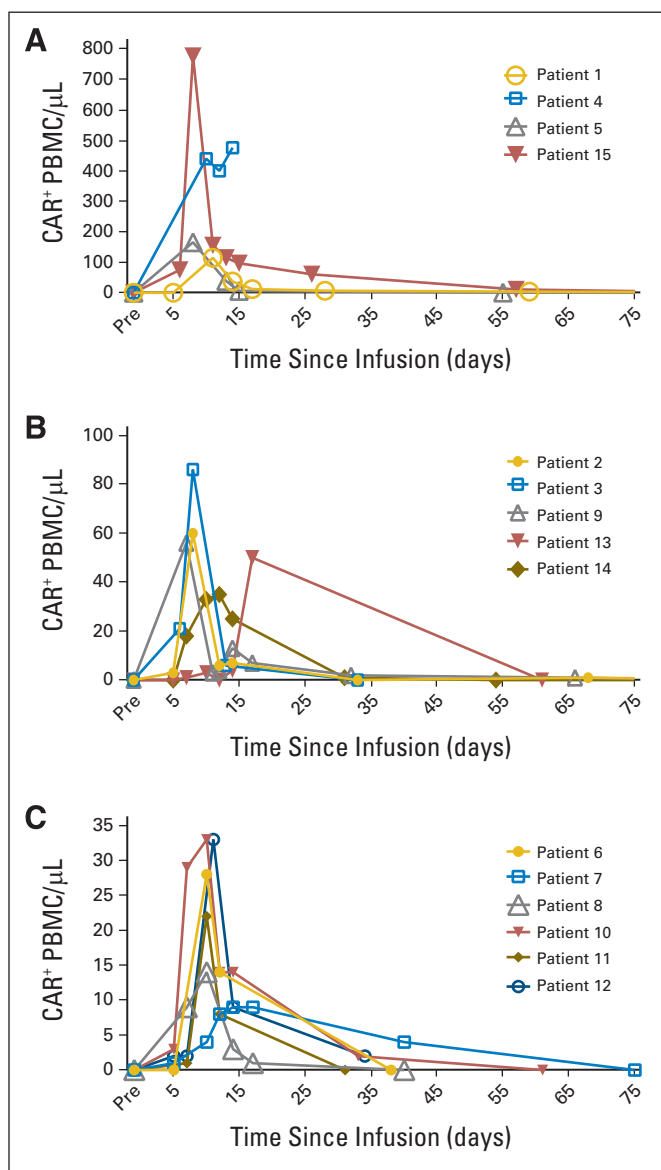 A
CAR⁺ PBMC/μL
800
700
600
500
400
300
200
100
0
Pre 5 15 25 35 45 55 65 75
Time Since Infusion (days)
Patient 1
Patient 4
Patient 5
Patient 15
B
CAR⁺ PBMC/μL
100
80
60
40
20
0
Pre 5 15 25 35 45 55 65 75
Time Since Infusion (days)
Patient 2
Patient 3
Patient 9
Patient 13
Patient 14
C
CAR⁺ PBMC/μL
35
30
25
20
15
10
5
0
Pre 5 15 25 35 45 55 65 75
Time Since Infusion (days)
Patient 6
Patient 7
Patient 8
Patient 10
Patient 11
Patient 12